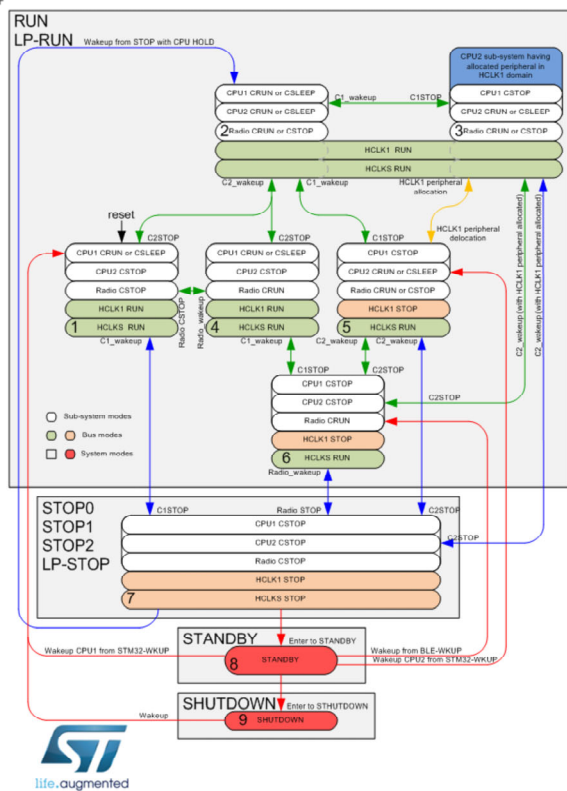 RUN
LP-RUN
Wakeup from STOP with CPU HOLD
CPU2 sub-system having
allocated peripheral in
HCLK1 domain
CPU1 CRUN or CSLEEP
CPU2 CRUN or CSLEEP
2 Radio CRUN or CSTOP
C1_wakeup
C1STOP
CPU1 CSTOP
CPU2 CRUN or CSLEEP
3 Radio CRUN or CSTOP
HCLK1 RUN
HCLKS RUN
C2_wakeup
C1_wakeup
HCLK1 peripheral
allocation
reset
C2STOP
C2STOP
C1STOP
HCLK1 peripheral
delocation
CPU1 CRUN or CSLEEP
CPU2 CSTOP
Radio CSTOP
HCLK1 RUN
1 HCLKS RUN
C1_wakeup
Radio CSTOP
Radio_wakeup
CPU1 CRUN or CSLEEP
CPU2 CSTOP
Radio CRUN
HCLK1 RUN
4 HCLKS RUN
C1_wakeup
CPU1 CSTOP
CPU2 CRUN or CSLEEP
Radio CRUN or CSTOP
HCLK1 STOP
5 HCLKS RUN
C2_wakeup
C2_wakeup
C2_wakeup (with HCLK1 peripheral allocated)
C2_wakeup (with HCLK1 peripheral allocated)
C1STOP
C2STOP
CPU1 CSTOP
CPU2 CSTOP
Radio CRUN
HCLK1 STOP
6 HCLKS RUN
Radio_wakeup
C2STOP
Sub-system modes
Bus modes
System modes
STOP0
STOP1
STOP2
LP-STOP
C1STOP
Radio STOP
C2STOP
CPU1 CSTOP
CPU2 CSTOP
Radio CSTOP
HCLK1 STOP
7 HCLKS STOP
C2STOP
STANDBY
Enter to STANDBY
8 STANDBY
Wakeup CPU1 from STM32-WKUP
Wakeup from BLE-WKUP
Wakeup CPU2 from STM32-WKUP
SHUTDOWN
Enter to STHUTDOWN
9 SHUTDOWN
Wakeup
ST
life.augmented